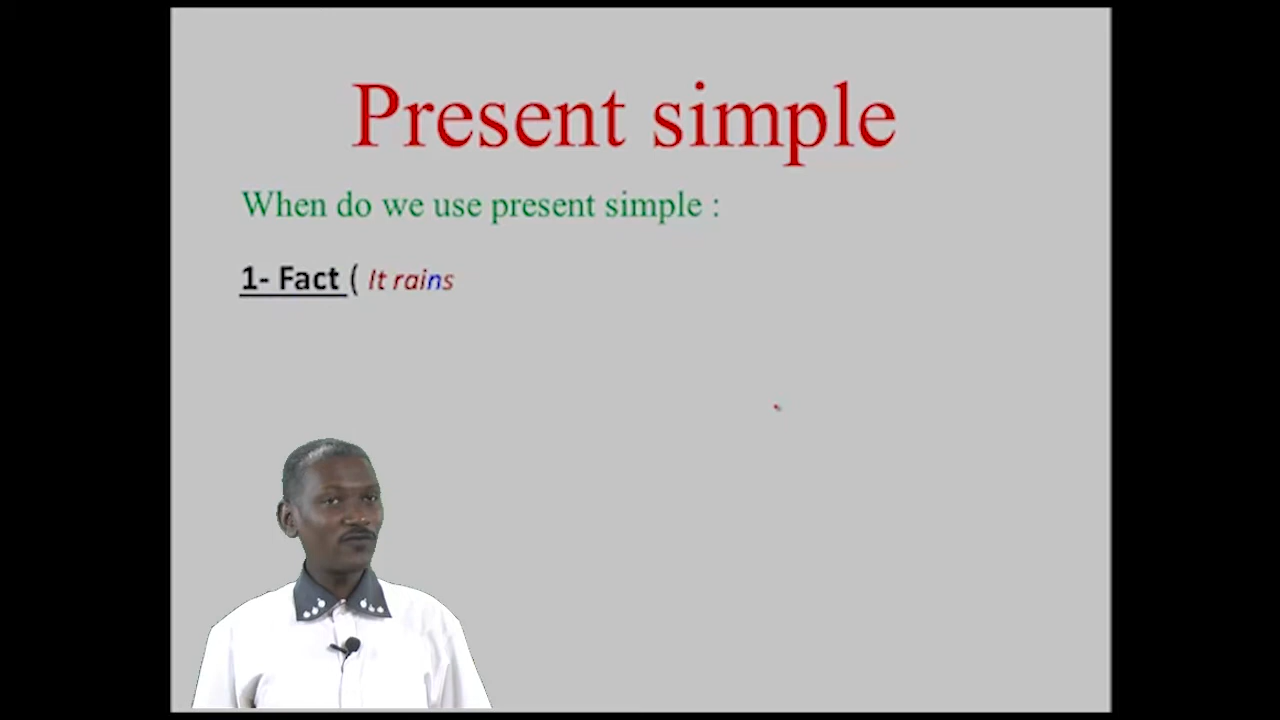 Present simple
When do we use present simple :
1- Fact ( It rains